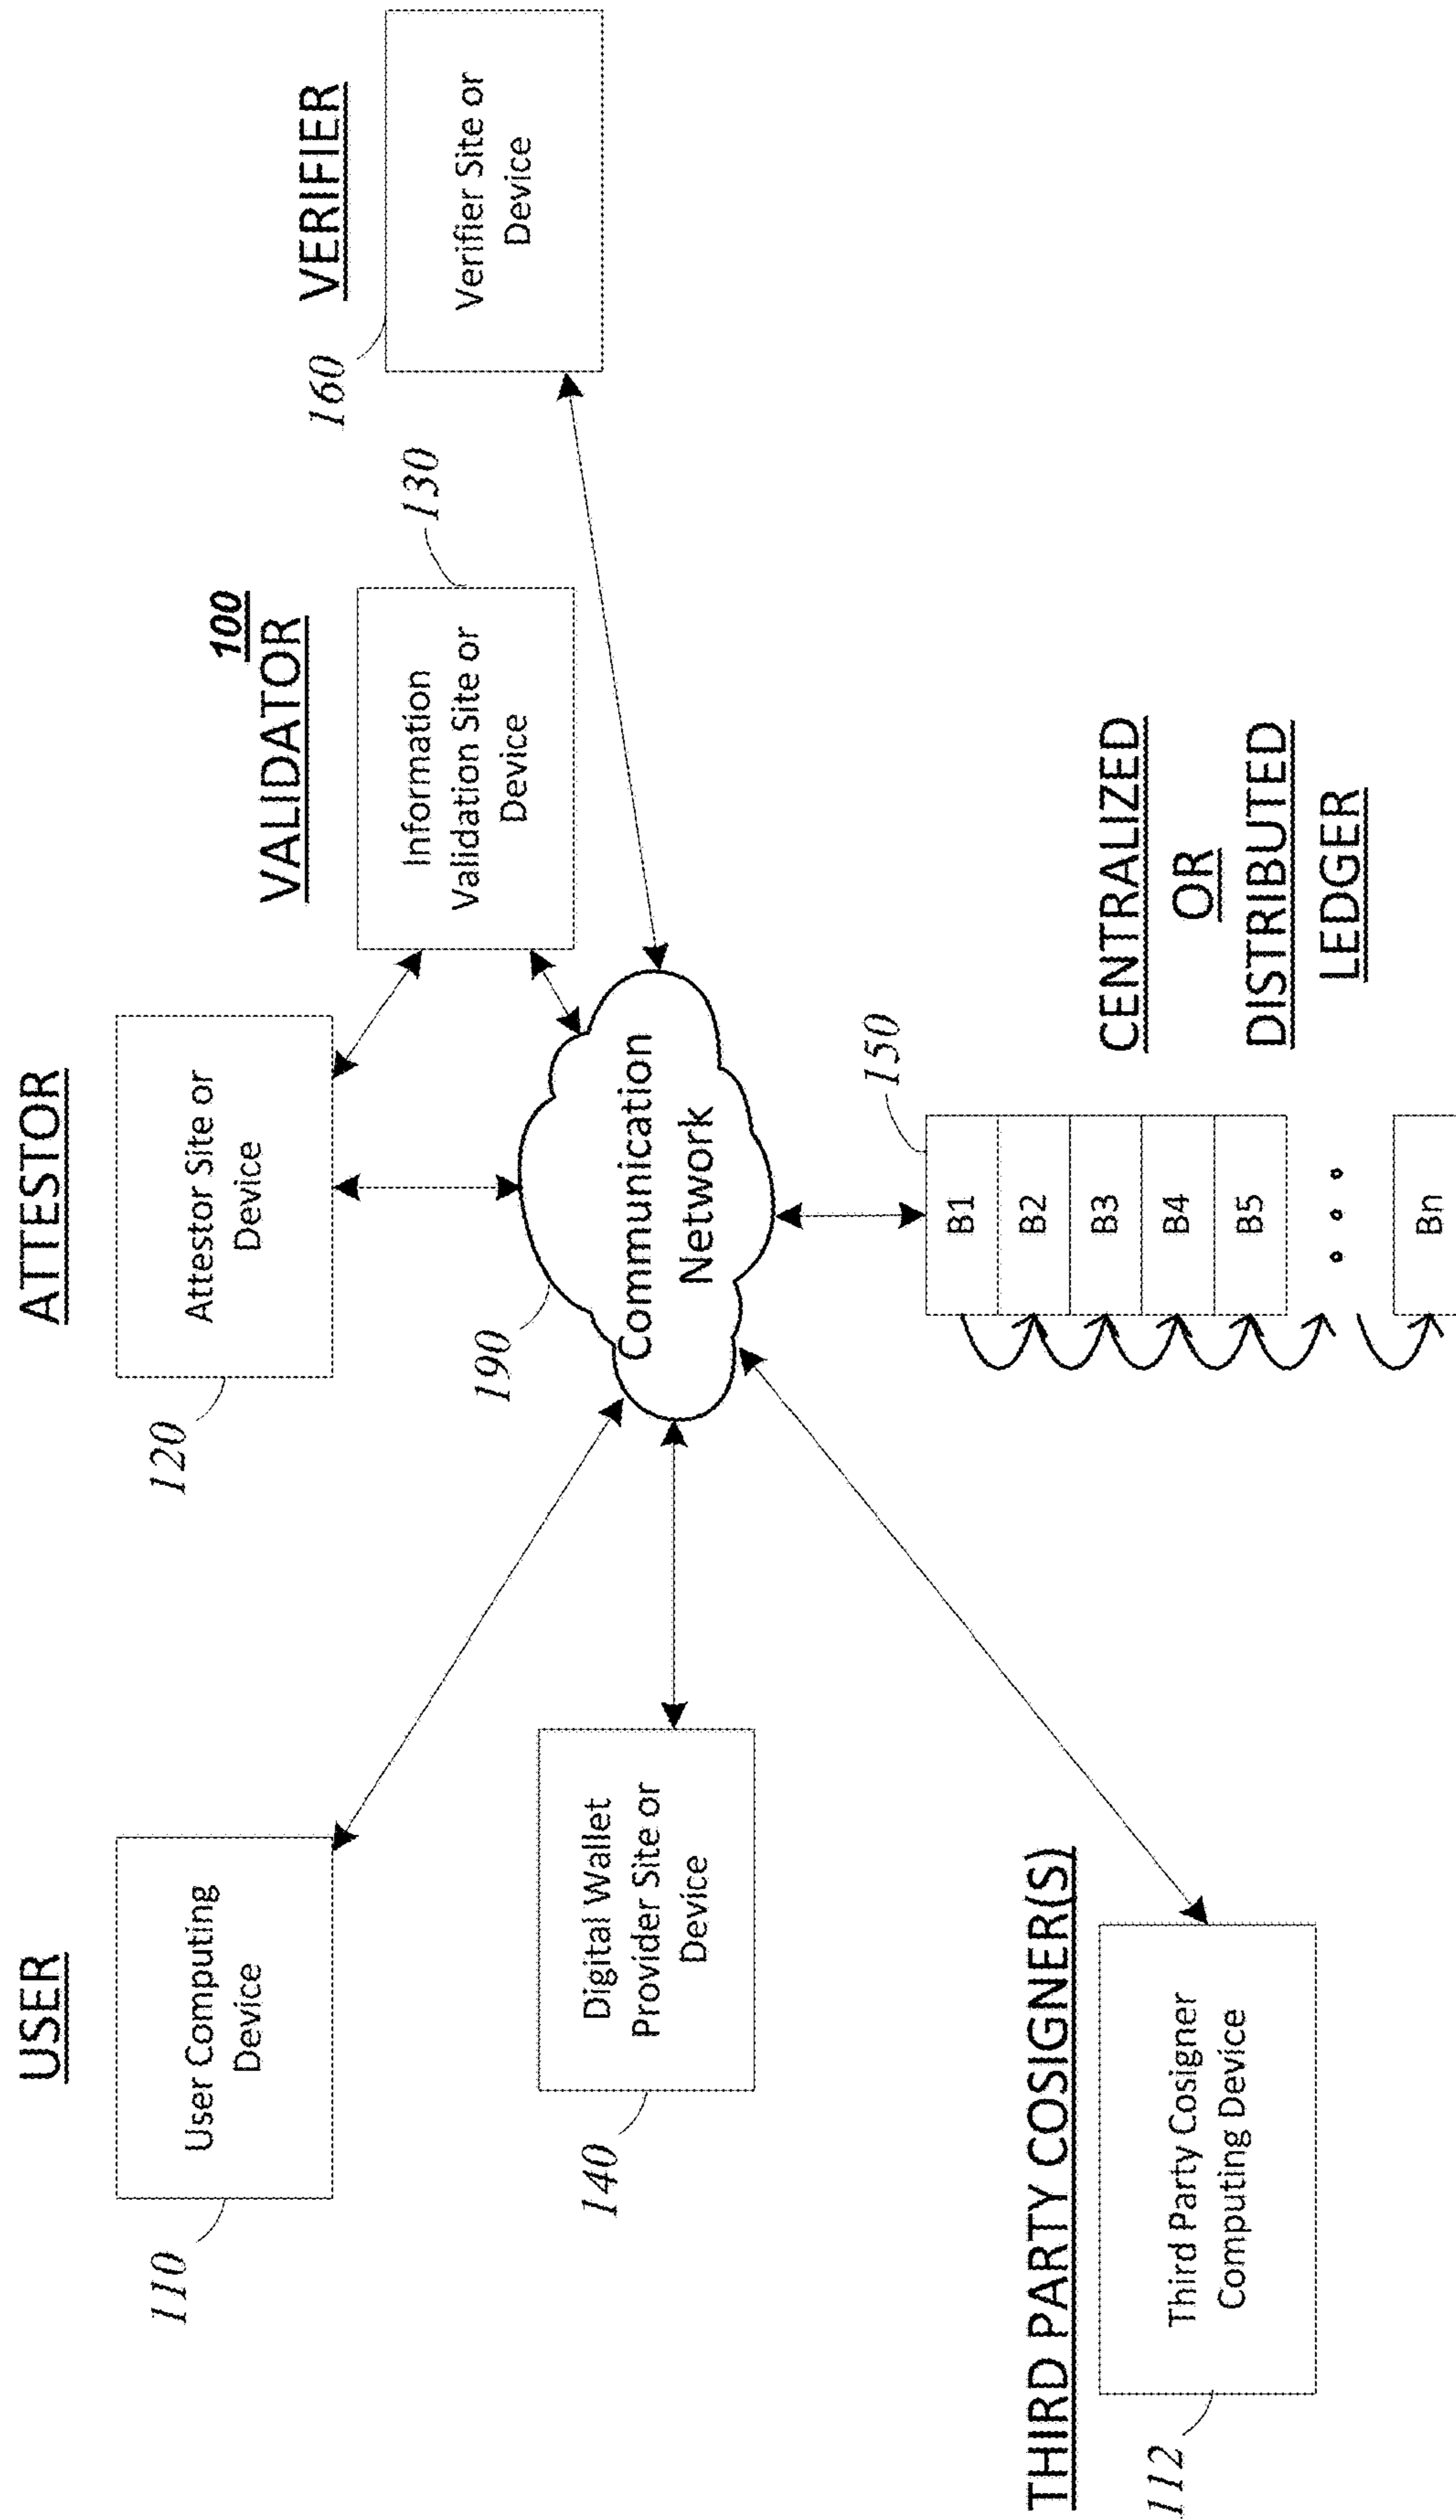 100
USER
110
User Computing
Device
ATTESTOR
120
Attestor Site or
Device
VALIDATOR
130
Information
Validation Site or
Device
VERIFIER
160
Verifier Site or
Device
140
Digital Wallet
Provider Site or
Device
190
Communication
Network
THIRD PARTY COSIGNER(S)
112
Third Party Cosigner
Computing Device
150
B1
B2
B3
B4
B5
Bn
CENTRALIZED
OR
DISTRIBUTED
LEDGER